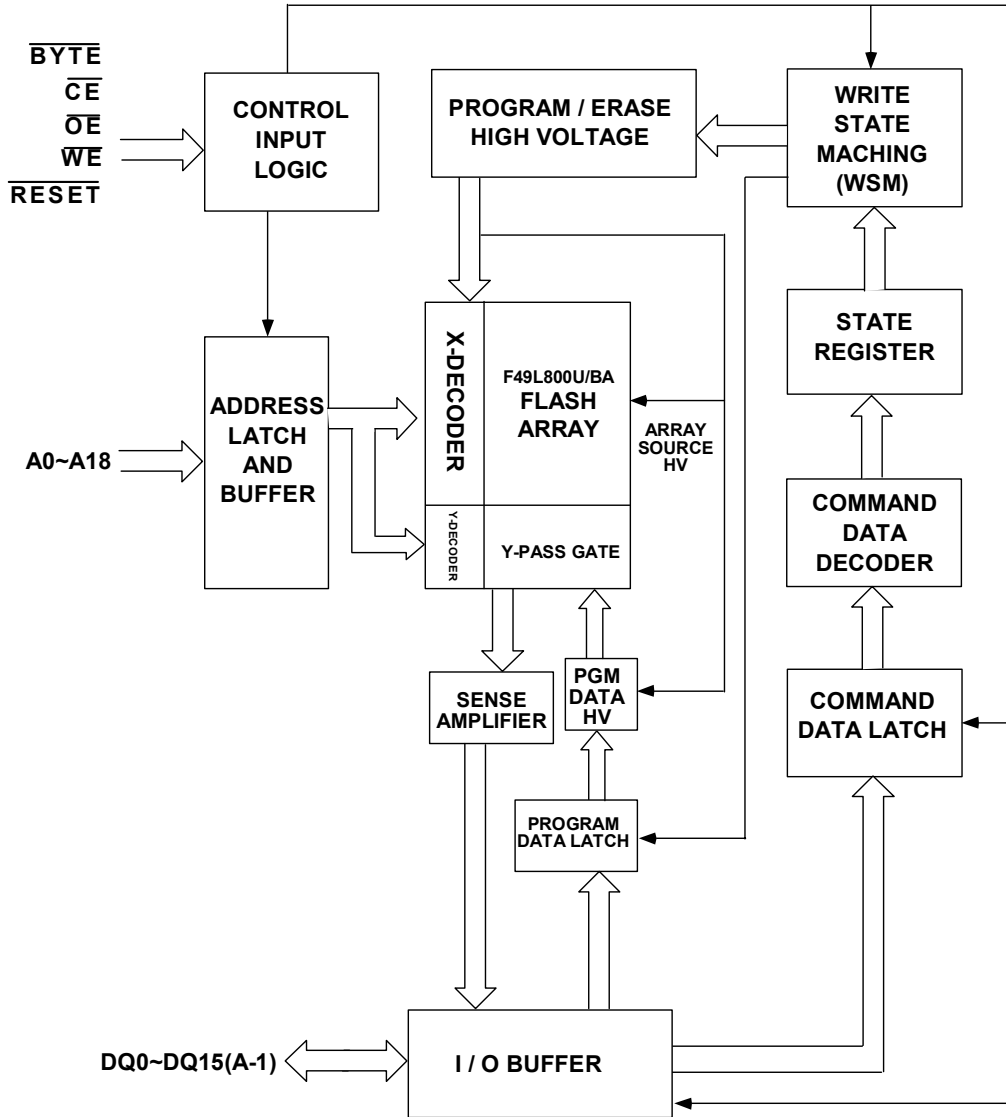 BYTE
CE
OE
WE
RESET
CONTROL
INPUT
LOGIC
PROGRAM / ERASE
HIGH VOLTAGE
WRITE
STATE
MACHING
(WSM)
STATE
REGISTER
X-DECODER
F49L800U/BA
FLASH
ARRAY
ADDRESS
LATCH
AND
BUFFER
A0~A18
ARRAY
SOURCE
HV
Y-DECODER
Y-PASS GATE
COMMAND
DATA
DECODER
SENSE
AMPLIFIER
PGM
DATA
HV
COMMAND
DATA LATCH
PROGRAM
DATA LATCH
DQ0~DQ15(A-1)
I / O BUFFER